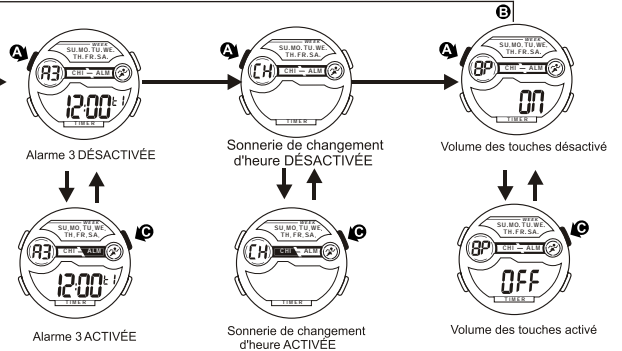 B
A
WEEK
SU. MO. TU. WE.
TH. FR. SA.
A3
CHI — ALM
12:00 t1
TIMER
Alarme 3 DÉSACTIVÉE
A
WEEK
SU. MO. TU. WE.
TH. FR. SA.
CH
CHI — ALM
TIMER
Sonnerie de changement
d'heure DÉSACTIVÉE
A
WEEK
SU. MO. TU. WE.
TH. FR. SA.
BP
CHI — ALM
ON
TIMER
Volume des touches désactivé
C
WEEK
SU. MO. TU. WE.
TH. FR. SA.
A3
CHI — ALM
12:00 t1
TIMER
Alarme 3 ACTIVÉE
C
WEEK
SU. MO. TU. WE.
TH. FR. SA.
CH
CHI — ALM
TIMER
Sonnerie de changement
d'heure ACTIVÉE
C
WEEK
SU. MO. TU. WE.
TH. FR. SA.
BP
CHI — ALM
OFF
TIMER
Volume des touches activé